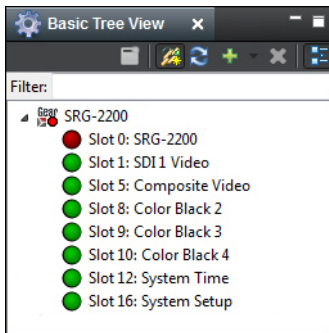 Basic Tree View
Filter:
Gear SRG-2200
Slot 0: SRG-2200
Slot 1: SDI 1 Video
Slot 5: Composite Video
Slot 8: Color Black 2
Slot 9: Color Black 3
Slot 10: Color Black 4
Slot 12: System Time
Slot 16: System Setup